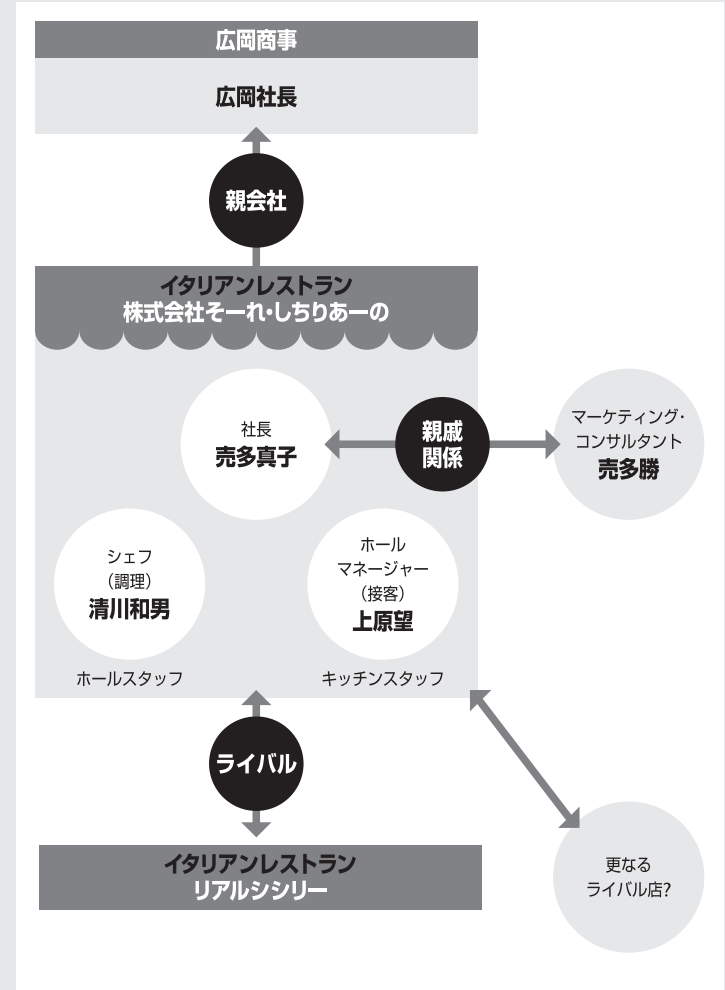 広岡商事
広岡社長
親会社
イタリアンレストラン
株式会社そーれ・しちりあーの
社長
売多真子
親戚
関係
マーケティング・
コンサルタント
売多勝
シェフ
（調理）
清川和男
ホール
マネージャー
（接客）
上原望
ホールスタッフ
キッチンスタッフ
ライバル
イタリアンレストラン
リアルシシリー
更なる
ライバル店?